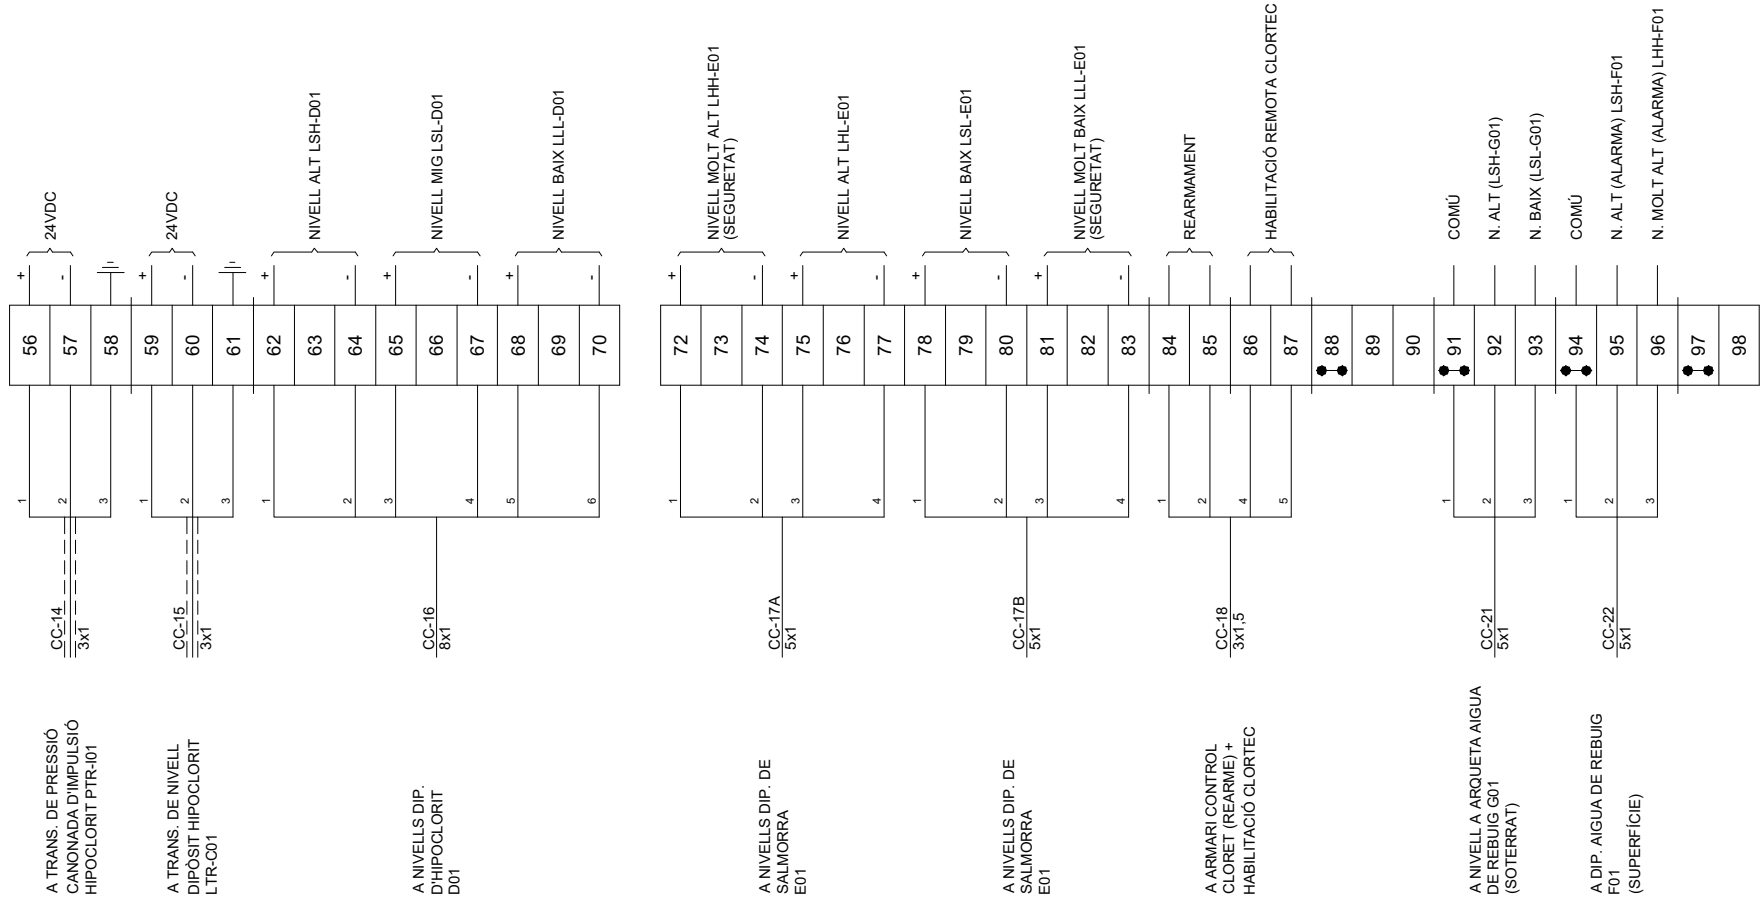 24VDC
24VDC
NIVELL ALT LSH-D01
NIVELL MIG LSL-D01
NIVELL BAIX LLL-D01
NIVELL MOLT ALT LHH-E01
(SEGURETAT)
NIVELL ALT LHL-E01
NIVELL BAIX LSL-E01
NIVELL MOLT BAIX LLL-E01
(SEGURETAT)
REARMAMENT
HABILITACIÓ REMOTA CLORTEC
COMÚ
N. ALT (LSH-G01)
N. BAIX (LSL-G01)
COMÚ
N. ALT (ALARMA) LSH-F01
N. MOLT ALT (ALARMA) LHH-F01
+ - + - + - + - + -
+ - + - + - + -
56 57 58 59 60 61 62 63 64 65 66 67 68 69 70
72 73 74 75 76 77 78 79 80 81 82 83 84 85 86 87 88 89 90 91 92 93 94 95 96 97 98
1 2 3
1 2 3
1 2 3 4 5 6
1 2 3 4
1 2 3 4
1 2 4 5
1 2 3
1 2 3
CC-14
3x1
CC-15
3x1
CC-16
8x1
CC-17A
5x1
CC-17B
5x1
CC-18
3x1,5
CC-21
5x1
CC-22
5x1
A TRANS. DE PRESSIÓ
CANONADA D'IMPULSIÓ
HIPOCLORIT PTR-I01
A TRANS. DE NIVELL
DIPÒSIT HIPOCLORIT
LTR-C01
A NIVELLS DIP.
D'HIPOCLORIT
D01
A NIVELLS DIP. DE
SALMORRA
E01
A NIVELLS DIP. DE
SALMORRA
E01
A ARMARI CONTROL
CLORET (REARME) +
HABILITACIÓ CLORTEC
A NIVELL A ARQUETA AIGUA
DE REBUIG G01
(SOTERRAT)
A DIP. AIGUA DE REBUIG
F01
(SUPERFÍCIE)